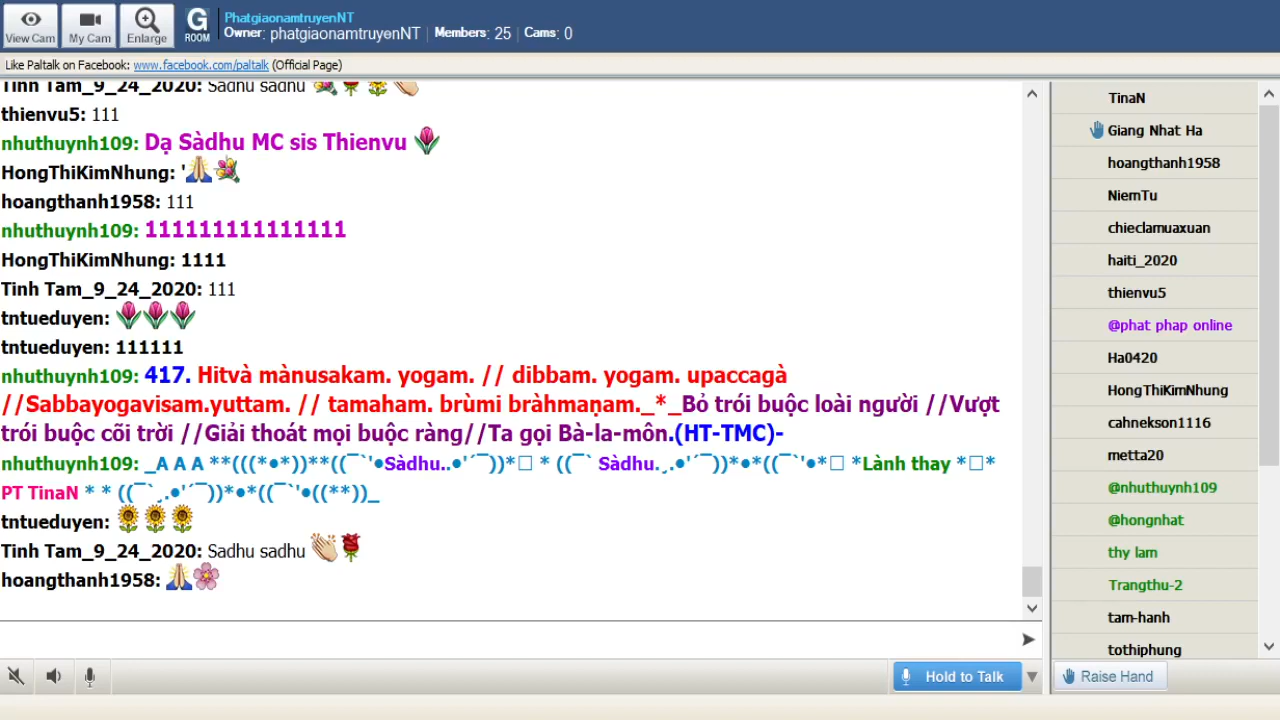 PhatgiaonamtruyenNT
Owner: phatgiaonamtruyenNT | Members: 25 | Cams: 0
View Cam My Cam Enlarge G ROOM
Like Paltalk on Facebook: www.facebook.com/paltalk (Official Page)
Tinh Tam_9_24_2020: Sadhu sadhu 💐🌹🌻👏
thienvu5: 111
nhuthuynh109: Dạ Sàdhu MC sis Thienvu 🌷
HongThiKimNhung: '🙏💐
hoangthanh1958: 111
nhuthuynh109: 111111111111111
HongThiKimNhung: 1111
Tinh Tam_9_24_2020: 111
tntueduyen: 🌷🌷🌷
tntueduyen: 111111
nhuthuynh109: 417. Hitvà mànusakam. yogam. // dibbam. yogam. upaccagà
//Sabbayogavisam.yuttam. // tamaham. brùmi bràhmaṇam._*_Bỏ trói buộc loài người //Vượt
trói buộc cõi trời //Giải thoát mọi buộc ràng//Ta gọi Bà-la-môn.(HT-TMC)-
nhuthuynh109: _A A A **(((*•*))**((¯`'•Sàdhu..•'´¯))*□ * ((¯` Sàdhu.¸.•'´¯))*•*((¯`'•*□ *Lành thay *□*
PT TinaN * * ((¯`¸.•'´¯))*•*((¯`'•((**))_
tntueduyen: 🌻🌻🌻
Tinh Tam_9_24_2020: Sadhu sadhu 👏🌹
hoangthanh1958: 🙏🌸
TinaN
Giang Nhat Ha
hoangthanh1958
NiemTu
chieclamuaxuan
haiti_2020
thienvu5
@phat phap online
Ha0420
HongThiKimNhung
cahnekson1116
metta20
@nhuthuynh109
@hongnhat
thy lam
Trangthu-2
tam-hanh
tothiphung
Hold to Talk
Raise Hand